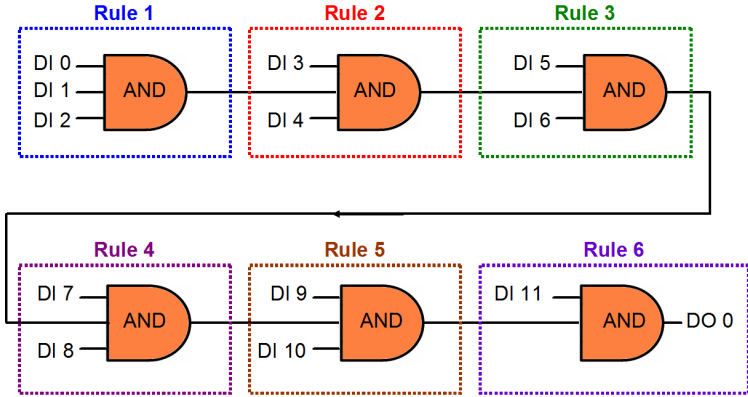 Rule 1
Rule 2
Rule 3
DI 0
DI 1
DI 2
AND
DI 3
DI 4
AND
DI 5
DI 6
AND
Rule 4
Rule 5
Rule 6
DI 7
DI 8
AND
DI 9
DI 10
AND
DI 11
AND
DO 0